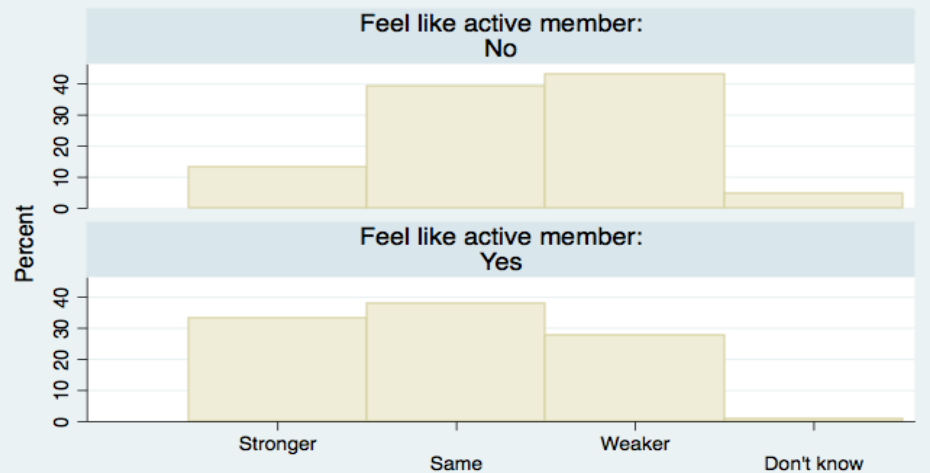 Feel like active member:
No
40
30
20
10
0
Percent
Feel like active member:
Yes
40
30
20
10
0
Stronger
Same
Weaker
Don't know